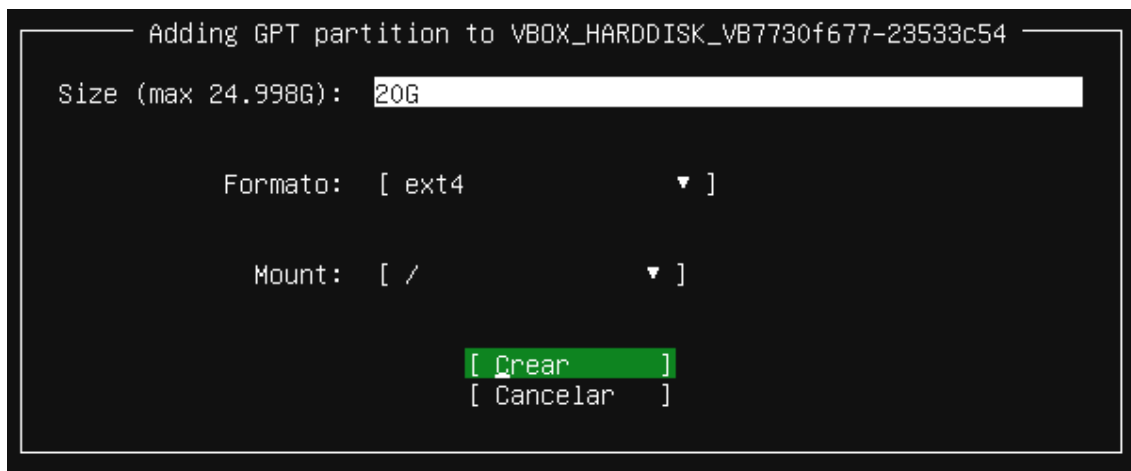 Adding GPT partition to VBOX_HARDDISK_VB7730f677-23533c54
Size (max 24.998G): 20G
Formato: [ ext4 ▼ ]
Mount: [ / ▼ ]
[ Crear ]
[ Cancelar ]